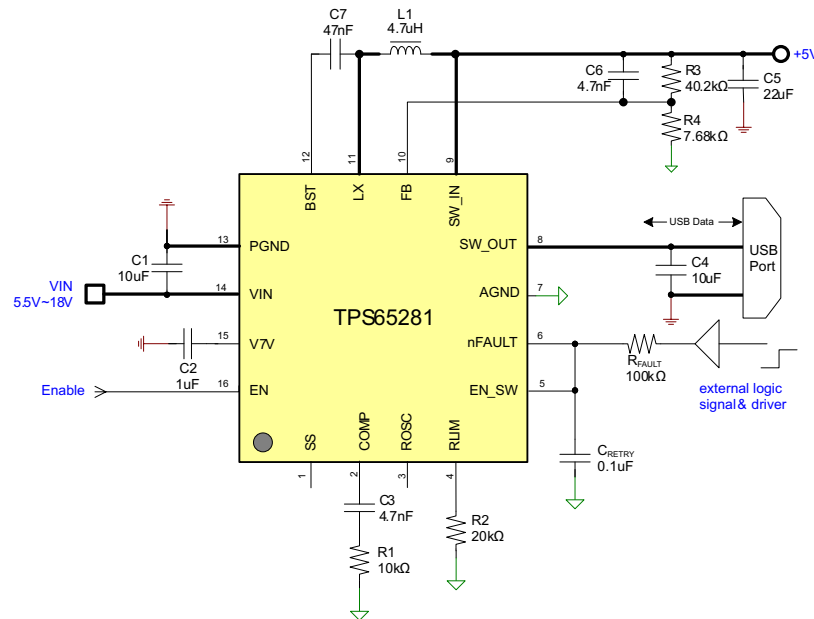 C7
47nF
L1
4.7uH
+5V
C6
4.7nF
R3
40.2kΩ
C5
22uF
R4
7.68kΩ
12
11
10
9
BST
LX
FB
SW_IN
USB Data
C1
10uF
13
PGND
SW_OUT
8
USB
Port
C4
10uF
VIN
5.5V~18V
14
VIN
AGND
7
TPS65281
C2
1uF
15
V7V
nFAULT
6
RFAULT
100kΩ
external logic
signal & driver
Enable
16
EN
EN_SW
5
SS
COMP
ROSC
RLIM
CRETRY
0.1uF
1
2
3
4
C3
4.7nF
R2
20kΩ
R1
10kΩ